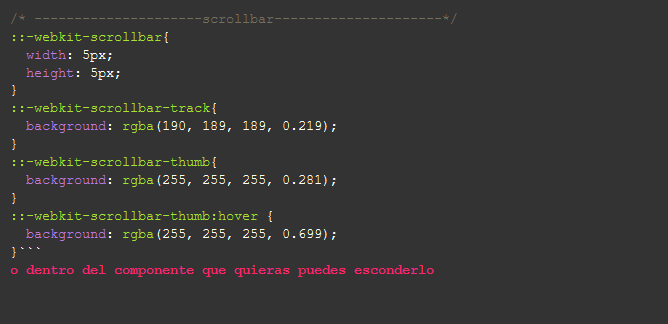 /* ---------------------scrollbar---------------------*/
::-webkit-scrollbar{
  width: 5px;
  height: 5px;
}
::-webkit-scrollbar-track{
  background: rgba(190, 189, 189, 0.219);
}
::-webkit-scrollbar-thumb{
  background: rgba(255, 255, 255, 0.281);
}
::-webkit-scrollbar-thumb:hover {
  background: rgba(255, 255, 255, 0.699);
}```
o dentro del componente que quieras puedes esconderlo